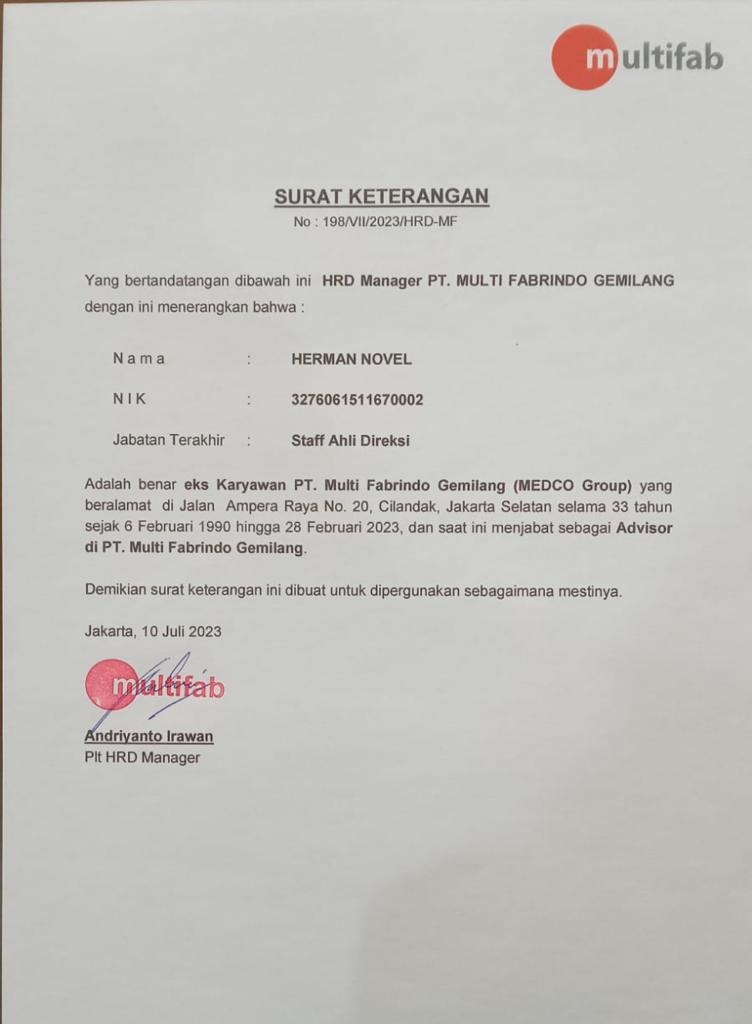 multifab
SURAT KETERANGAN
No : 198/VII/2023/HRD-MF
Yang bertandatangan dibawah ini HRD Manager PT. MULTI FABRINDO GEMILANG
dengan ini menerangkan bahwa :
N a m a : HERMAN NOVEL
N I K : 3276061511670002
Jabatan Terakhir : Staff Ahli Direksi
Adalah benar eks Karyawan PT. Multi Fabrindo Gemilang (MEDCO Group) yang
beralamat di Jalan Ampera Raya No. 20, Cilandak, Jakarta Selatan selama 33 tahun
sejak 6 Februari 1990 hingga 28 Februari 2023, dan saat ini menjabat sebagai Advisor
di PT. Multi Fabrindo Gemilang.
Demikian surat keterangan ini dibuat untuk dipergunakan sebagaimana mestinya.
Jakarta, 10 Juli 2023
multifab
Andriyanto Irawan
Plt HRD Manager